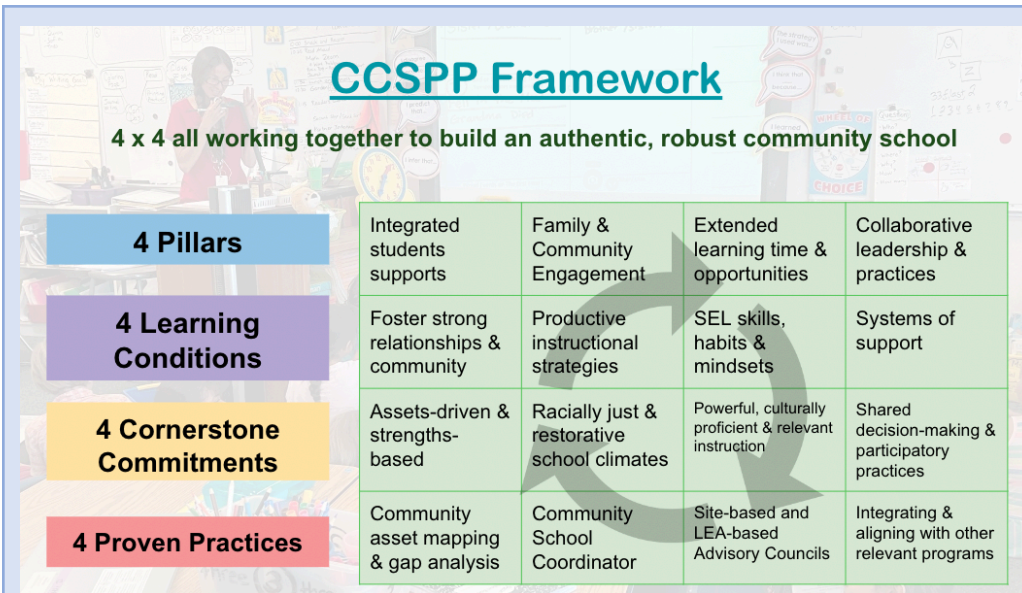 CCSPP Framework
4 x 4 all working together to build an authentic, robust community school
4 Pillars
Integrated
students
supports
Family &
Community
Engagement
Extended
learning time &
opportunities
Collaborative
leadership &
practices
4 Learning
Conditions
Foster strong
relationships &
community
Productive
instructional
strategies
SEL skills,
habits &
mindsets
Systems of
support
4 Cornerstone
Commitments
Assets-driven &
strengths-
based
Racially just &
restorative
school climates
Powerful, culturally
proficient & relevant
instruction
Shared
decision-making &
participatory
practices
4 Proven Practices
Community
asset mapping
& gap analysis
Community
School
Coordinator
Site-based and
LEA-based
Advisory Councils
Integrating &
aligning with other
relevant programs
WHEEL OF
CHOICE